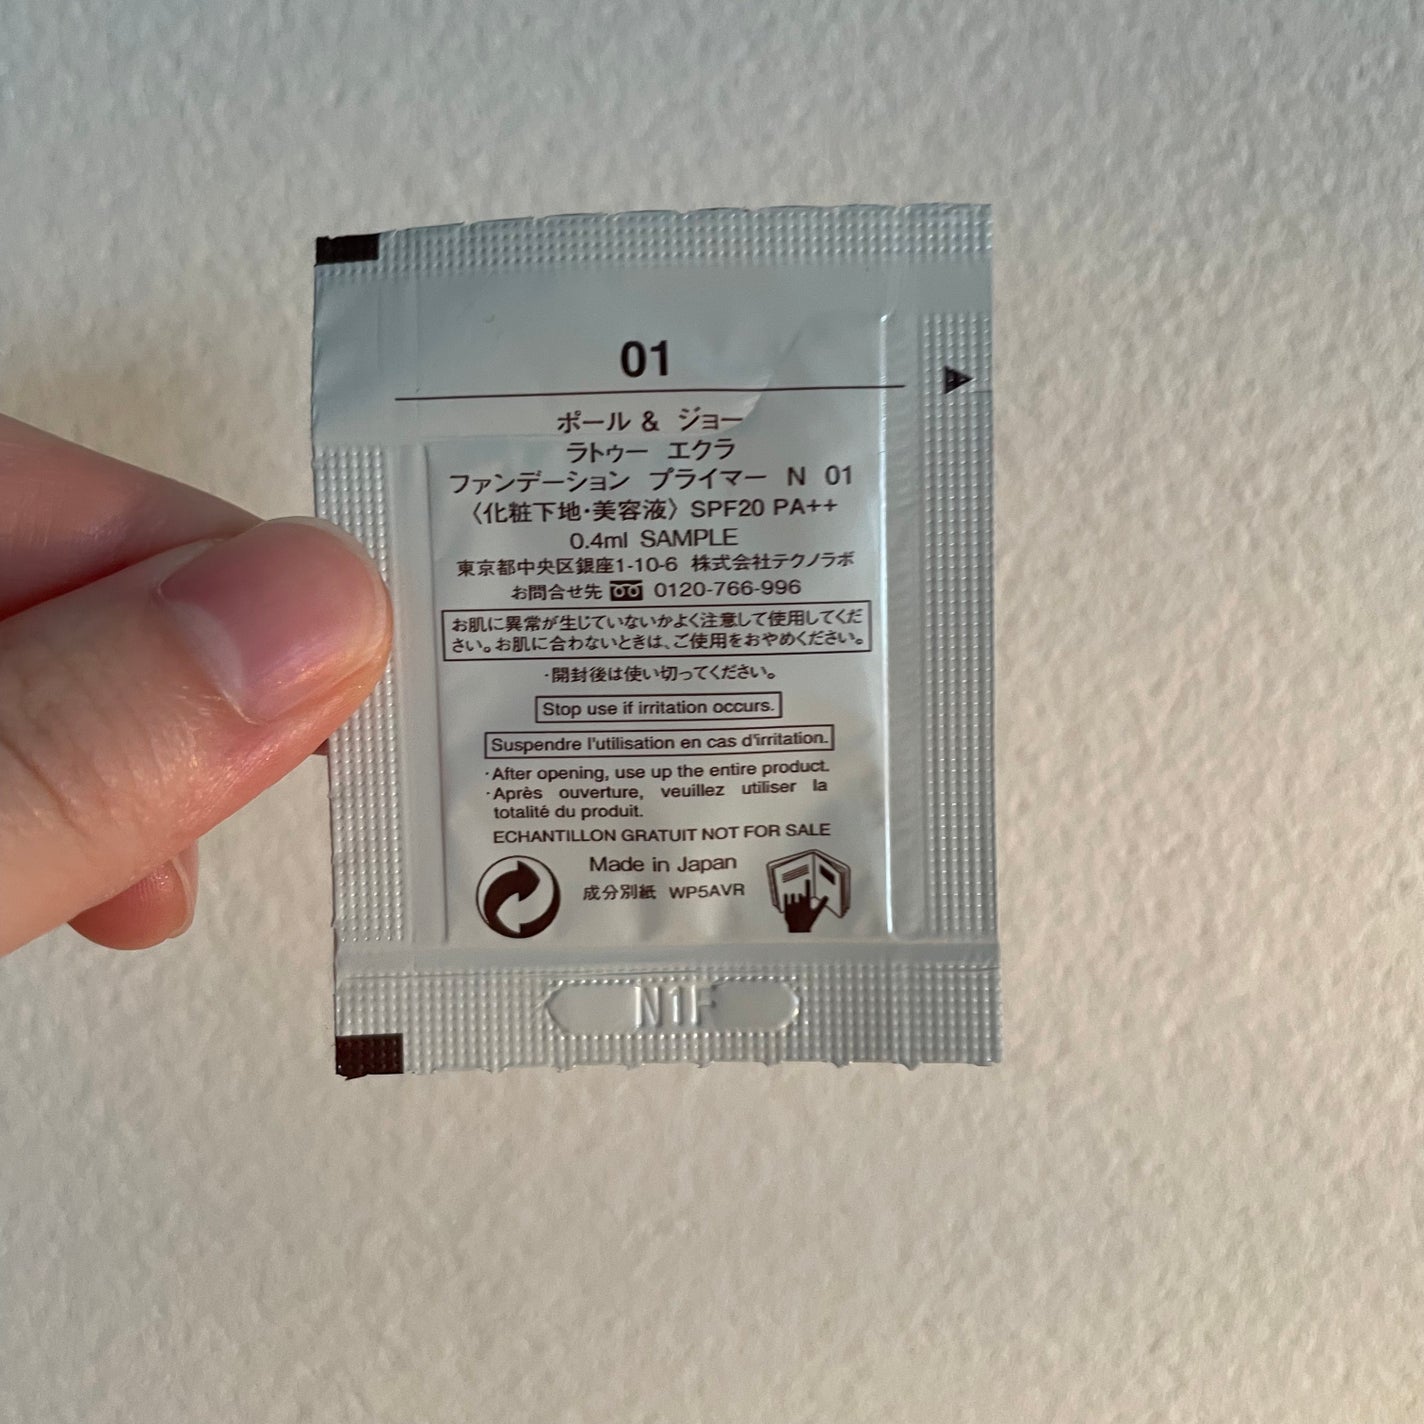 01
ポール & ジョー
ラトゥー エクラ
ファンデーション プライマー N 01
〈化粧下地・美容液〉SPF20 PA++
0.4ml SAMPLE
東京都中央区銀座1-10-6 株式会社テクノラボ
お問合せ先 0120-766-996
お肌に異常が生じていないかよく注意して使用してくだ
さい。お肌に合わないときは、ご使用をおやめください。
・開封後は使い切ってください。
Stop use if irritation occurs.
Suspendre l'utilisation en cas d'irritation.
・After opening, use up the entire product.
・Après ouverture, veuillez utiliser la
totalité du produit.
ECHANTILLON GRATUIT NOT FOR SALE
Made in Japan
成分別紙 WP5AVR
N1F